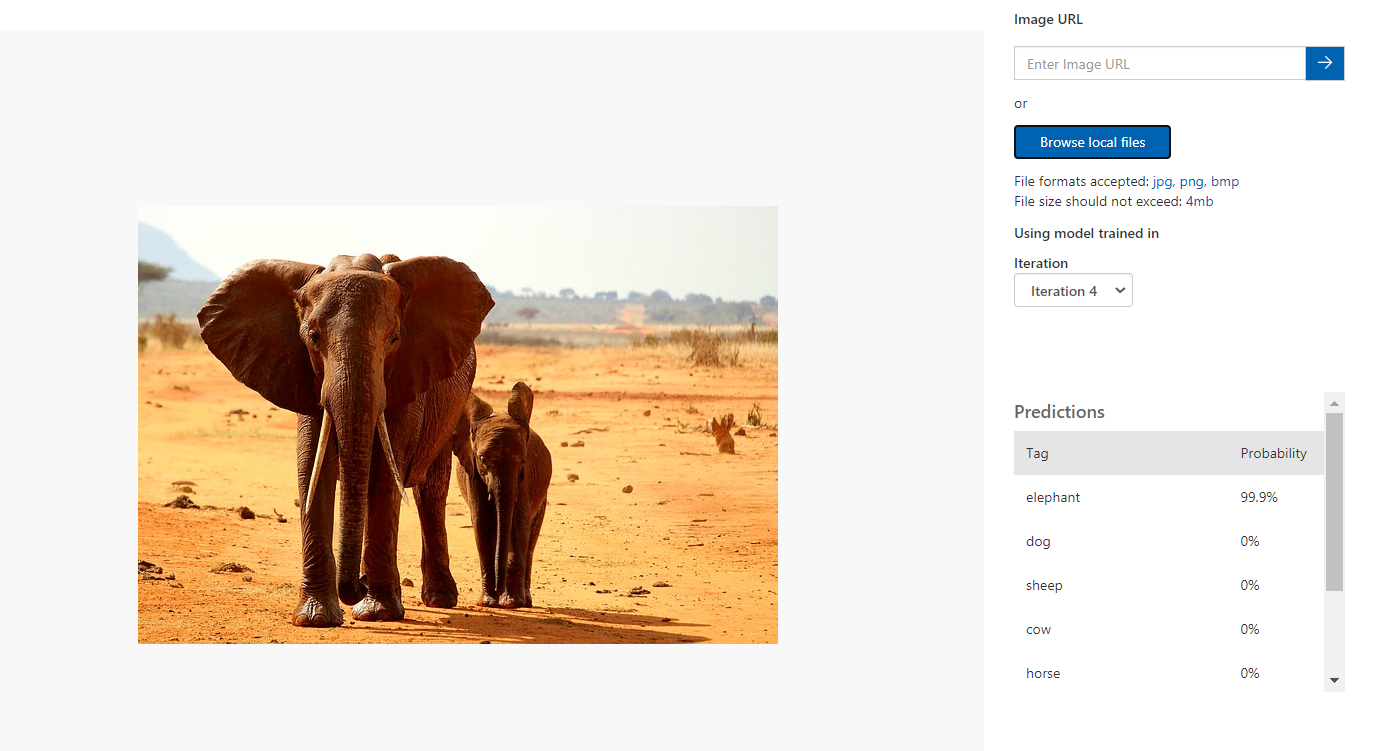 Image URL
Enter Image URL
or
Browse local files
File formats accepted: jpg, png, bmp
File size should not exceed: 4mb
Using model trained in
Iteration
Iteration 4
Predictions
Tag Probability
elephant 99.9%
dog 0%
sheep 0%
cow 0%
horse 0%